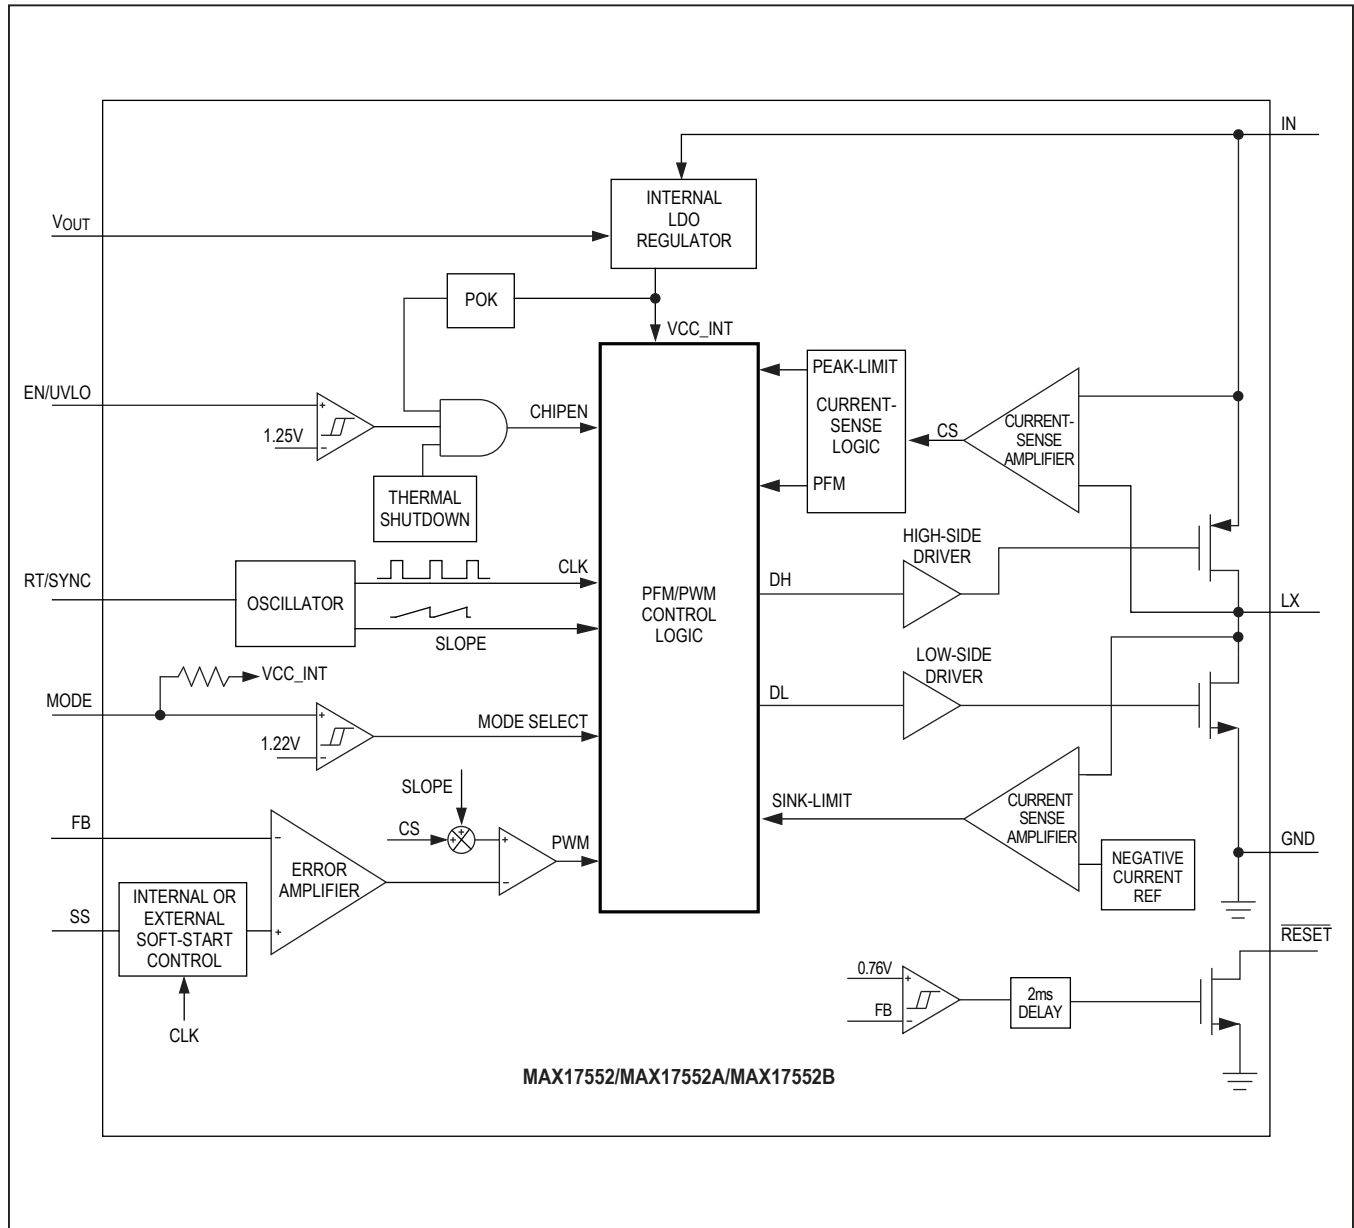 IN
INTERNAL
LDO
REGULATOR
VOUT
POK
VCC_INT
EN/UVLO
+
1.25V
−
CHIPEN
THERMAL
SHUTDOWN
PEAK-LIMIT
CURRENT-
SENSE
LOGIC
PFM
CS
CURRENT-
SENSE
AMPLIFIER
HIGH-SIDE
DRIVER
RT/SYNC
OSCILLATOR
CLK
SLOPE
PFM/PWM
CONTROL
LOGIC
DH
LX
LOW-SIDE
DRIVER
DL
VCC_INT
MODE
+
1.22V
−
MODE SELECT
SLOPE
CS
+
+
+
−
PWM
FB
−
ERROR
AMPLIFIER
+
SS
INTERNAL OR
EXTERNAL
SOFT-START
CONTROL
CLK
SINK-LIMIT
CURRENT
SENSE
AMPLIFIER
NEGATIVE
CURRENT
REF
GND
RESET
0.76V
+
FB
−
2ms
DELAY
MAX17552/MAX17552A/MAX17552B